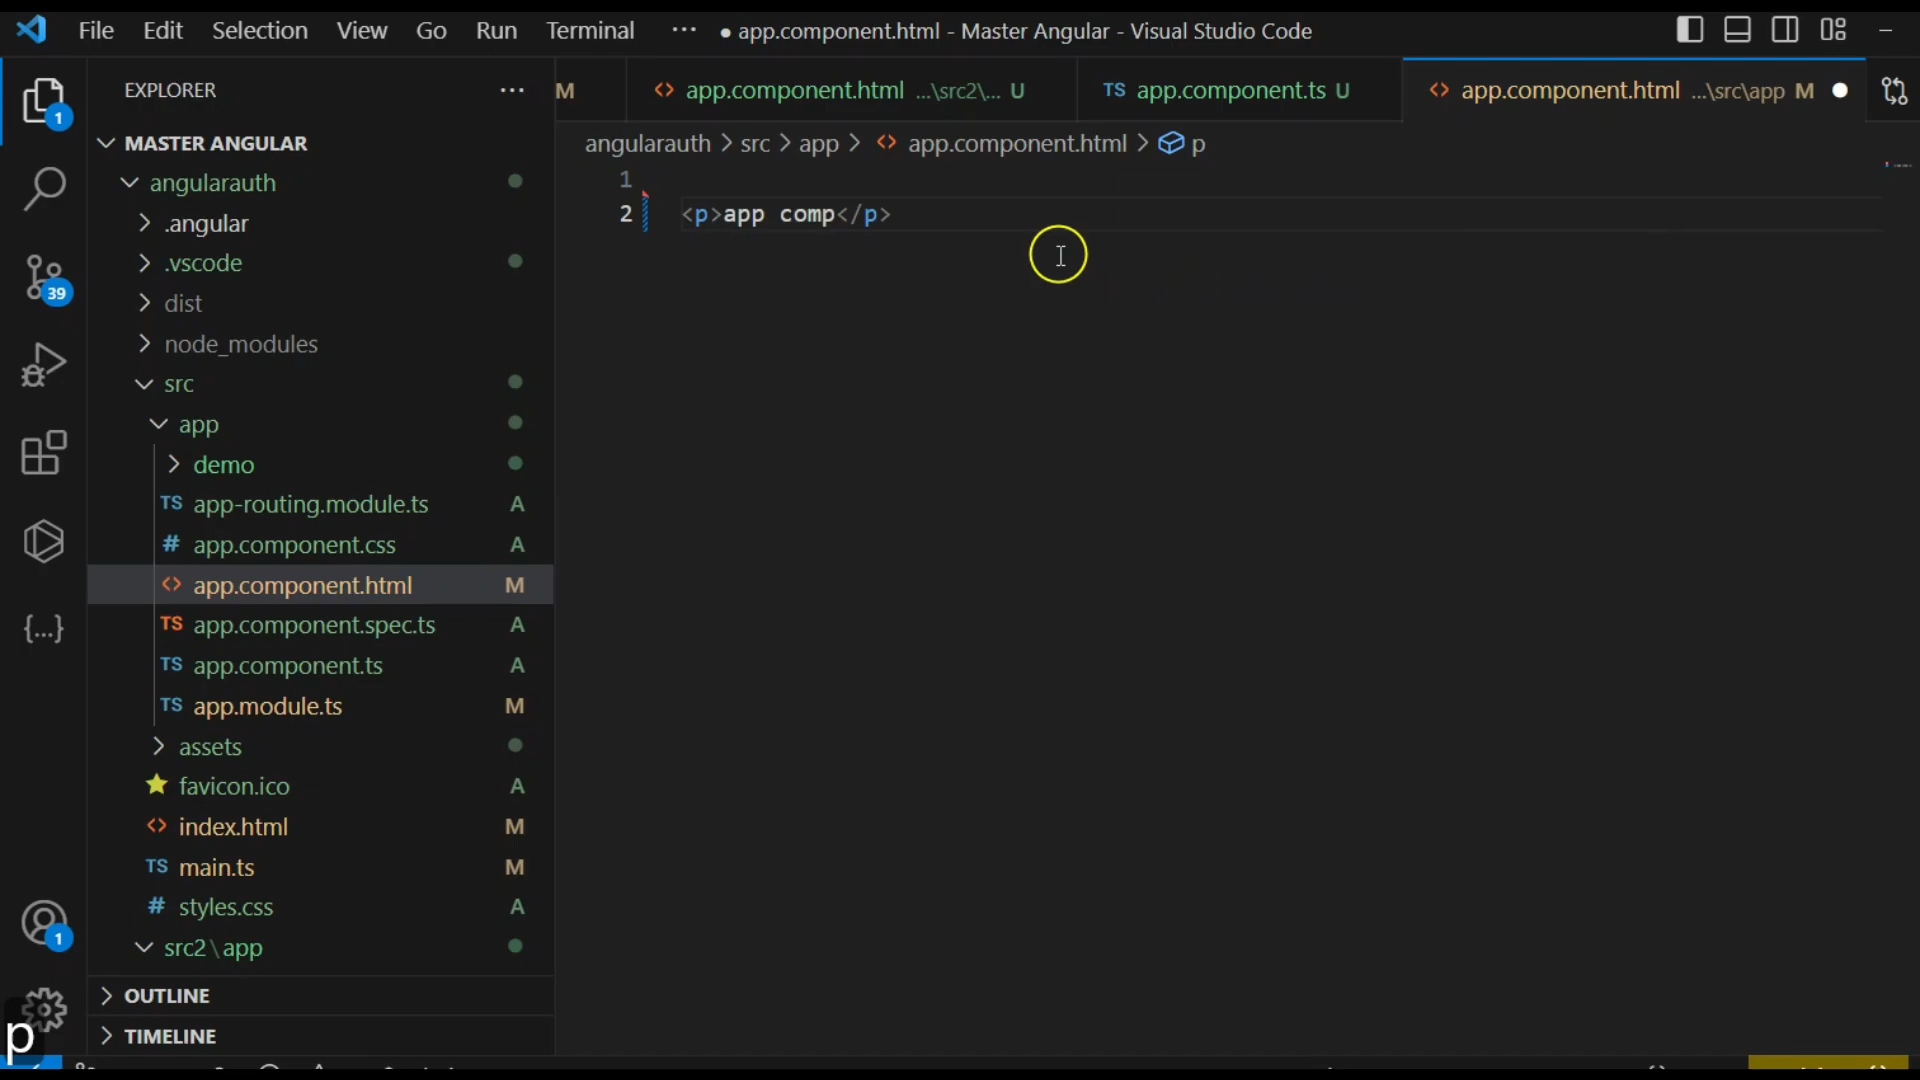 File Edit Selection View Go Run Terminal ··· ● app.component.html - Master Angular - Visual Studio Code
EXPLORER ···
M
<> app.component.html ...\src2\... U
TS app.component.ts U
<> app.component.html ...\src\app M ●
1
MASTER ANGULAR
angularauth > src > app > <> app.component.html > p
angularauth
1
.angular
2 <p>app comp</p>
.vscode
39
dist
node_modules
src
app
demo
TS app-routing.module.ts A
# app.component.css A
<> app.component.html M
TS app.component.spec.ts A
{...}
TS app.component.ts A
TS app.module.ts M
assets
favicon.ico A
<> index.html M
TS main.ts M
# styles.css A
1
src2\app
OUTLINE
p
TIMELINE